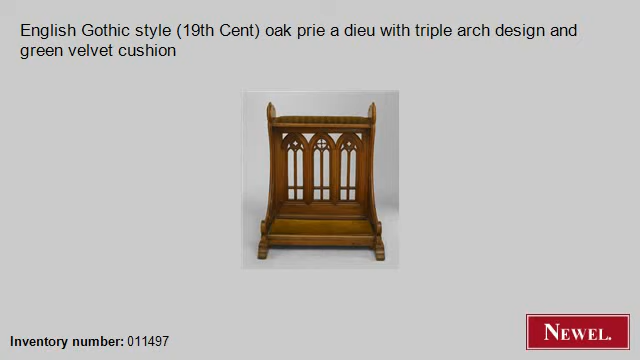 English Gothic style (19th Cent) oak prie a dieu with triple arch design and
green velvet cushion
Inventory number: 011497
NEWEL.